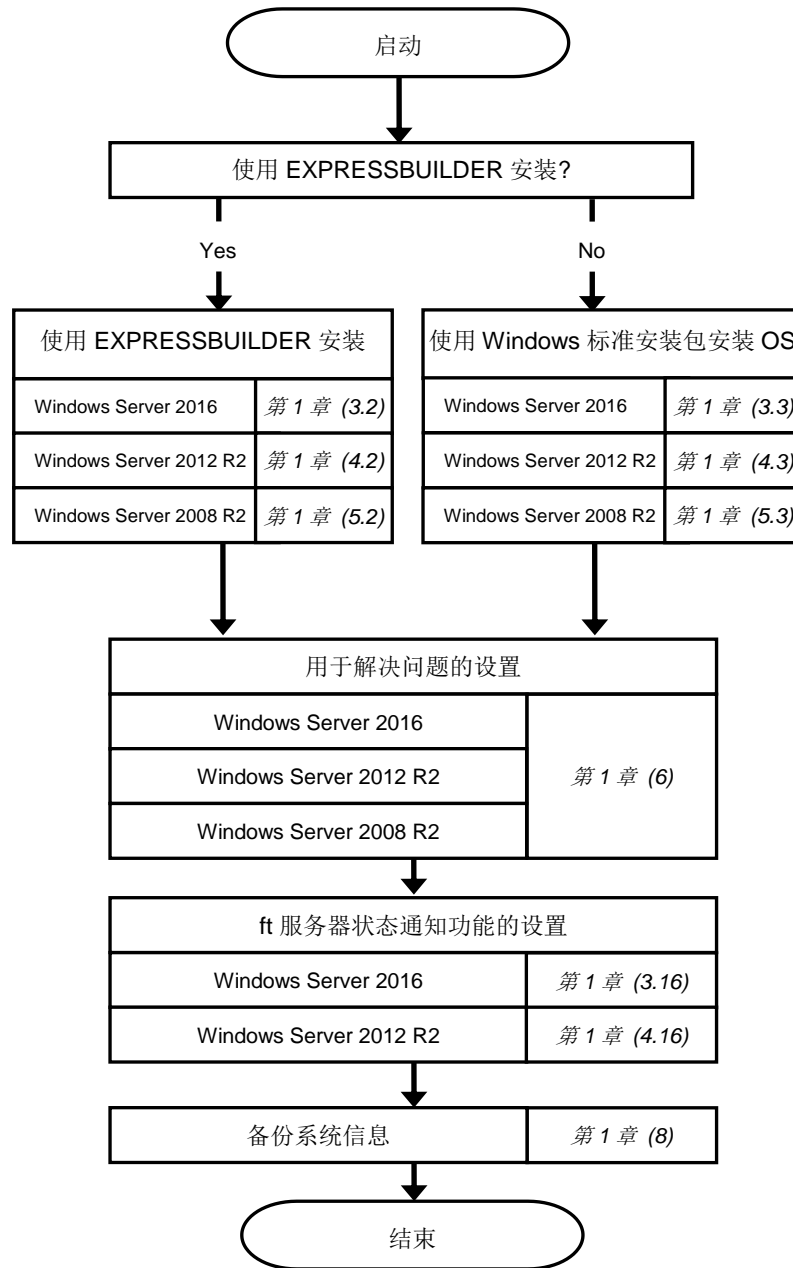 启动
使用 EXPRESSBUILDER 安装?
Yes
No
使用 EXPRESSBUILDER 安装
Windows Server 2016 第 1 章 (3.2)
Windows Server 2012 R2 第 1 章 (4.2)
Windows Server 2008 R2 第 1 章 (5.2)
使用 Windows 标准安装包安装 OS
Windows Server 2016 第 1 章 (3.3)
Windows Server 2012 R2 第 1 章 (4.3)
Windows Server 2008 R2 第 1 章 (5.3)
用于解决问题的设置
Windows Server 2016
Windows Server 2012 R2
第 1 章 (6)
Windows Server 2008 R2
ft 服务器状态通知功能的设置
Windows Server 2016 第 1 章 (3.16)
Windows Server 2012 R2 第 1 章 (4.16)
备份系统信息 第 1 章 (8)
结束